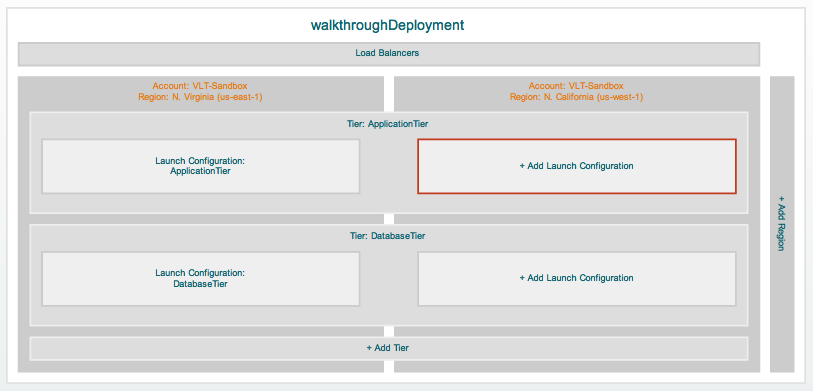 walkthroughDeployment
Load Balancers
Account: VLT-Sandbox
Region: N. Virginia (us-east-1)
Account: VLT-Sandbox
Region: N. California (us-west-1)
Tier: ApplicationTier
Launch Configuration:
ApplicationTier
+ Add Launch Configuration
Tier: DatabaseTier
Launch Configuration:
DatabaseTier
+ Add Launch Configuration
+ Add Tier
+ Add Region